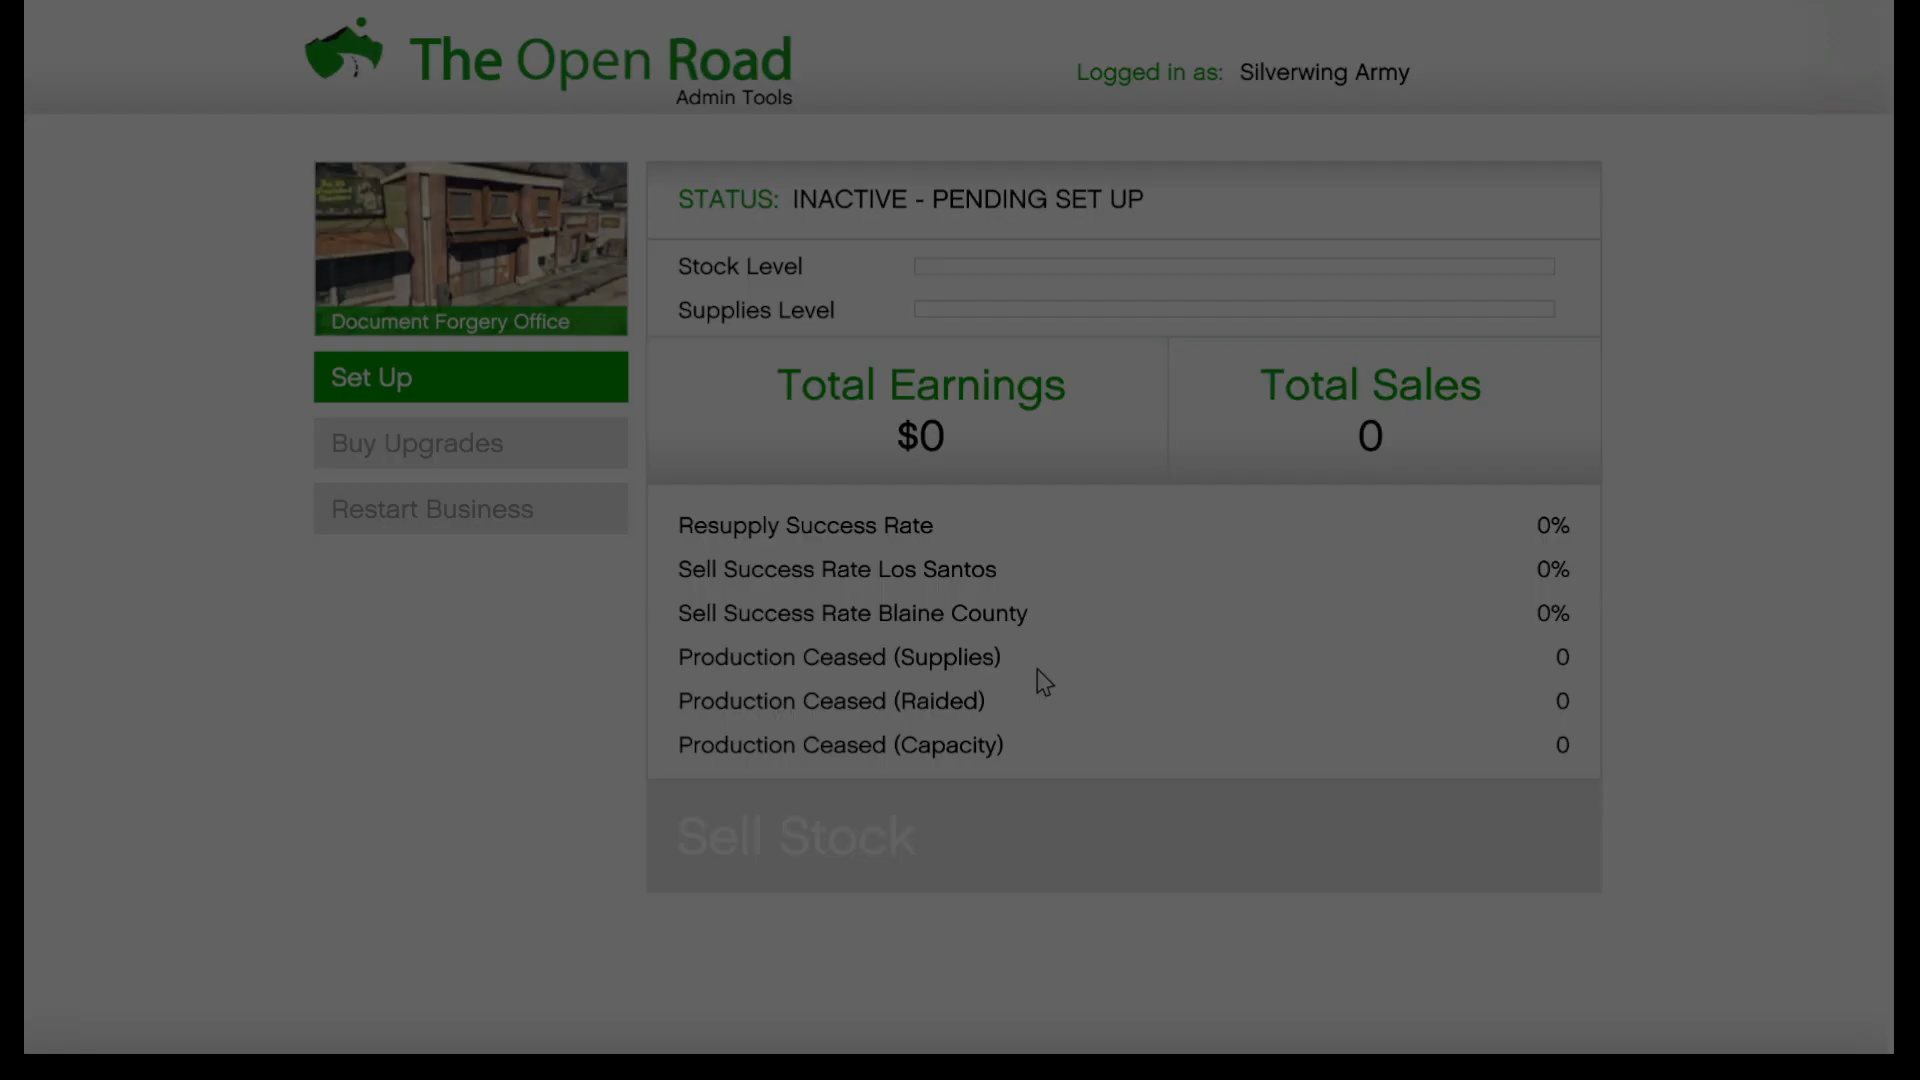 The Open Road
Admin Tools
Logged in as: Silverwing Army
Document Forgery Office
Set Up
Buy Upgrades
Restart Business
STATUS: INACTIVE - PENDING SET UP
Stock Level
Supplies Level
Total Earnings
$0
Total Sales
0
Resupply Success Rate 0%
Sell Success Rate Los Santos 0%
Sell Success Rate Blaine County 0%
Production Ceased (Supplies) 0
Production Ceased (Raided) 0
Production Ceased (Capacity) 0
Sell Stock